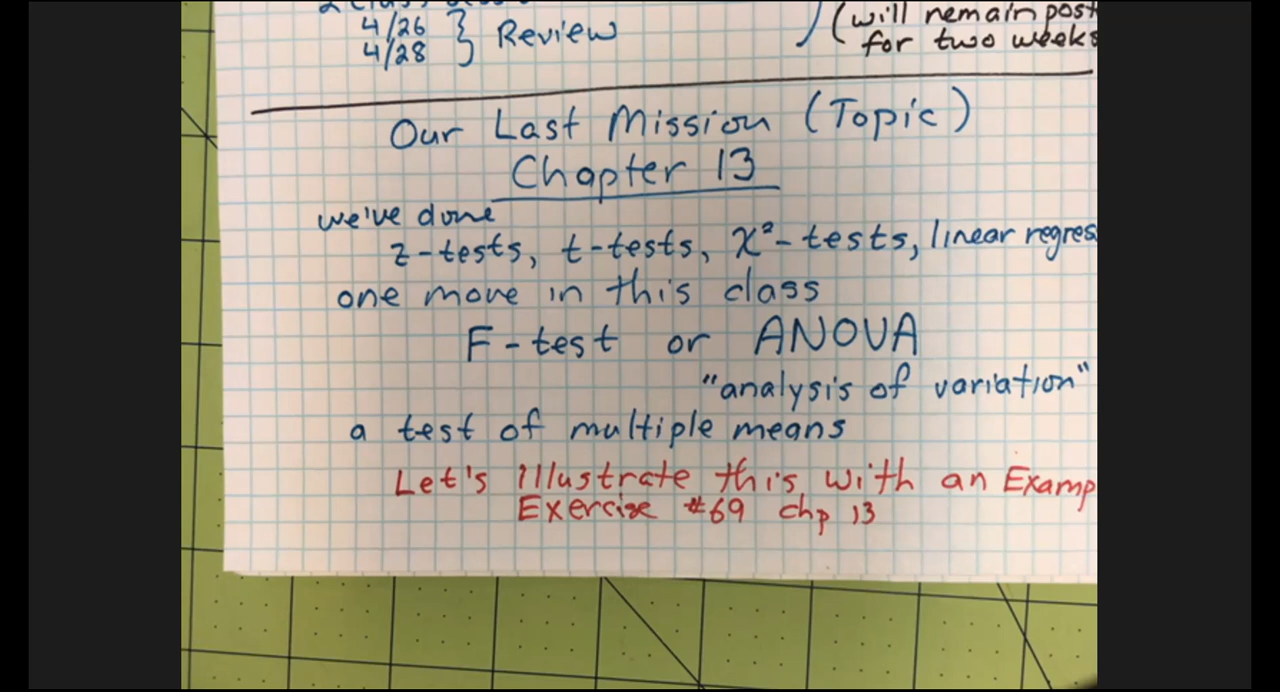 4/26
4/28 } Review
(will remain post
for two weeks
Our Last Mission (Topic)
Chapter 13
we've done
z-tests, t-tests, χ²-tests, linear regres
one move in this class
F-test or ANOVA
"analysis of variation"
a test of multiple means
Let's Illustrate this with an Examp
Exercise #69 chp 13